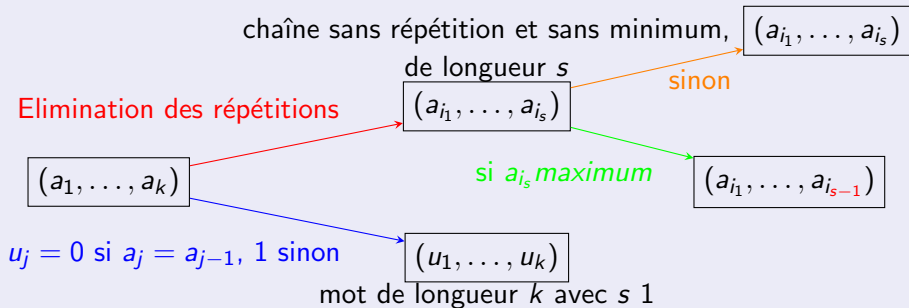 chaîne sans répétition et sans minimum,
de longueur s
(a_{i_1}, . . . , a_{i_s})
sinon
Elimination des répétitions
(a_{i_1}, . . . , a_{i_s})
(a_1, . . . , a_k)
si a_{i_s} maximum
(a_{i_1}, . . . , a_{i_{s-1}})
u_j = 0 si a_j = a_{j-1}, 1 sinon
(u_1, . . . , u_k)
mot de longueur k avec s 1